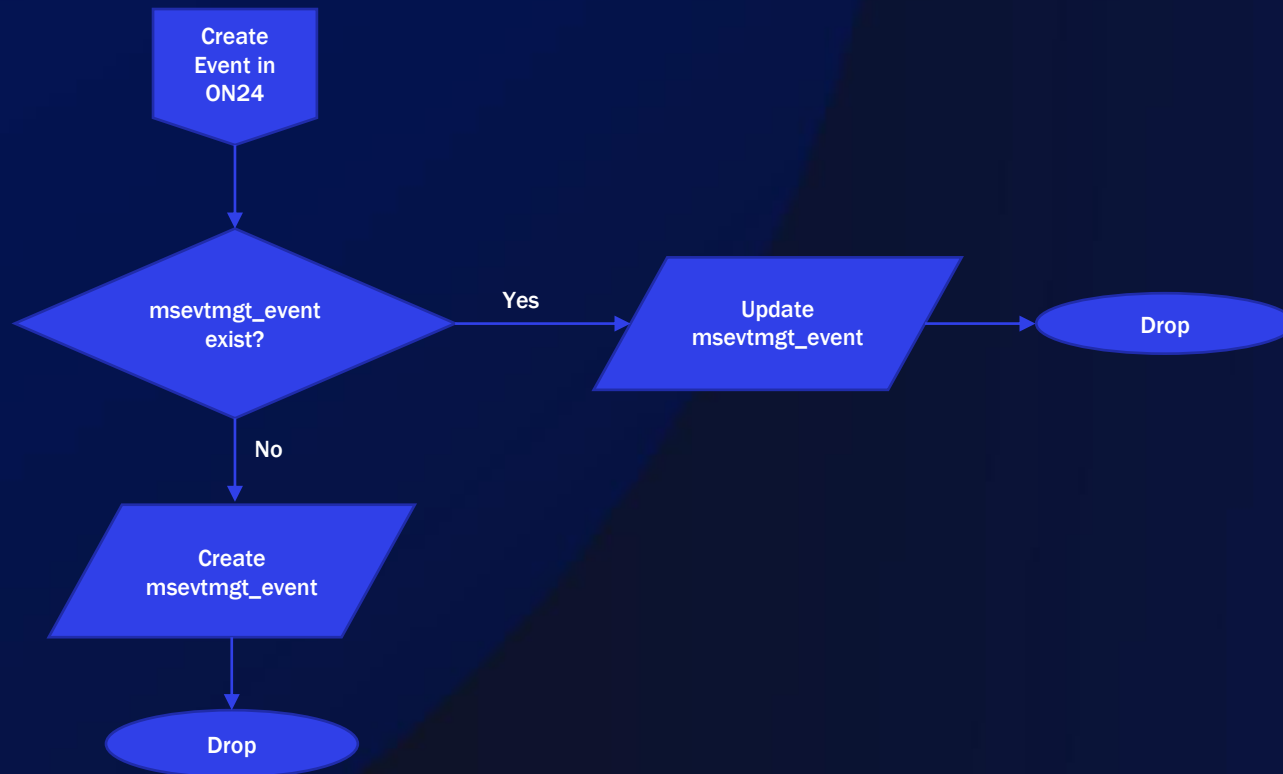 Create
Event in
ON24
msevtmgt_event
exist?
Yes
Update
msevtmgt_event
Drop
No
Create
msevtmgt_event
Drop